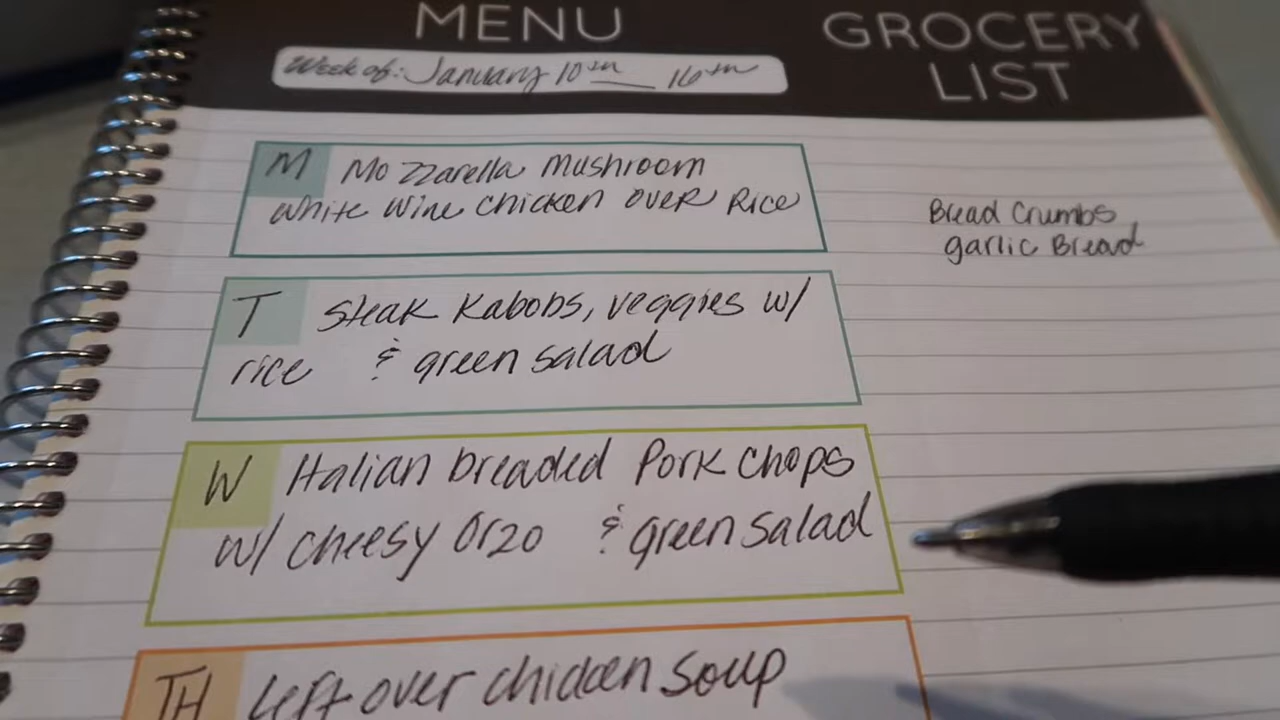 MENU
Week of: January 10th 16th
M Mozzarella Mushroom
White Wine Chicken over Rice
T Steak Kabobs, veggies w/
rice & green salad
W Italian breaded Pork Chops
w/ cheesy Orzo & green salad
TH Left over chicken soup
GROCERY
LIST
Bread Crumbs
garlic Bread